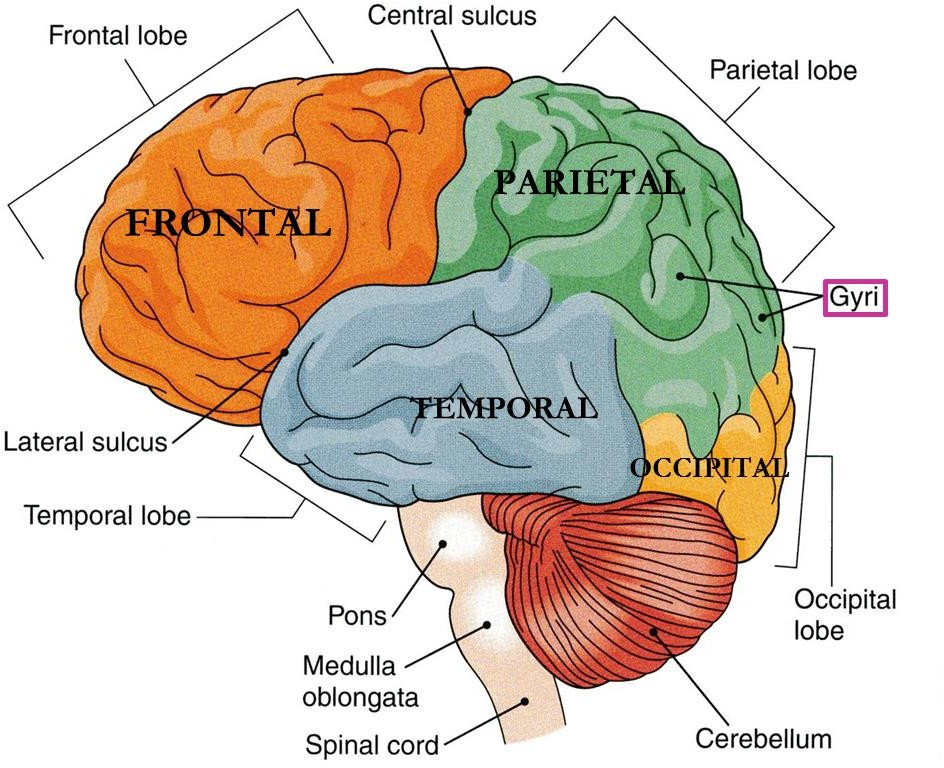 Central sulcus
Frontal lobe
Parietal lobe
PARIETAL
FRONTAL
Gyri
TEMPORAL
Lateral sulcus
OCCIPITAL
Temporal lobe
Pons
Occipital
lobe
Medulla
oblongata
Spinal cord
Cerebellum